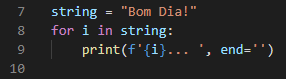 7 string = "Bom Dia!"
8 for i in string:
9     print(f'{i}... ', end='')
10